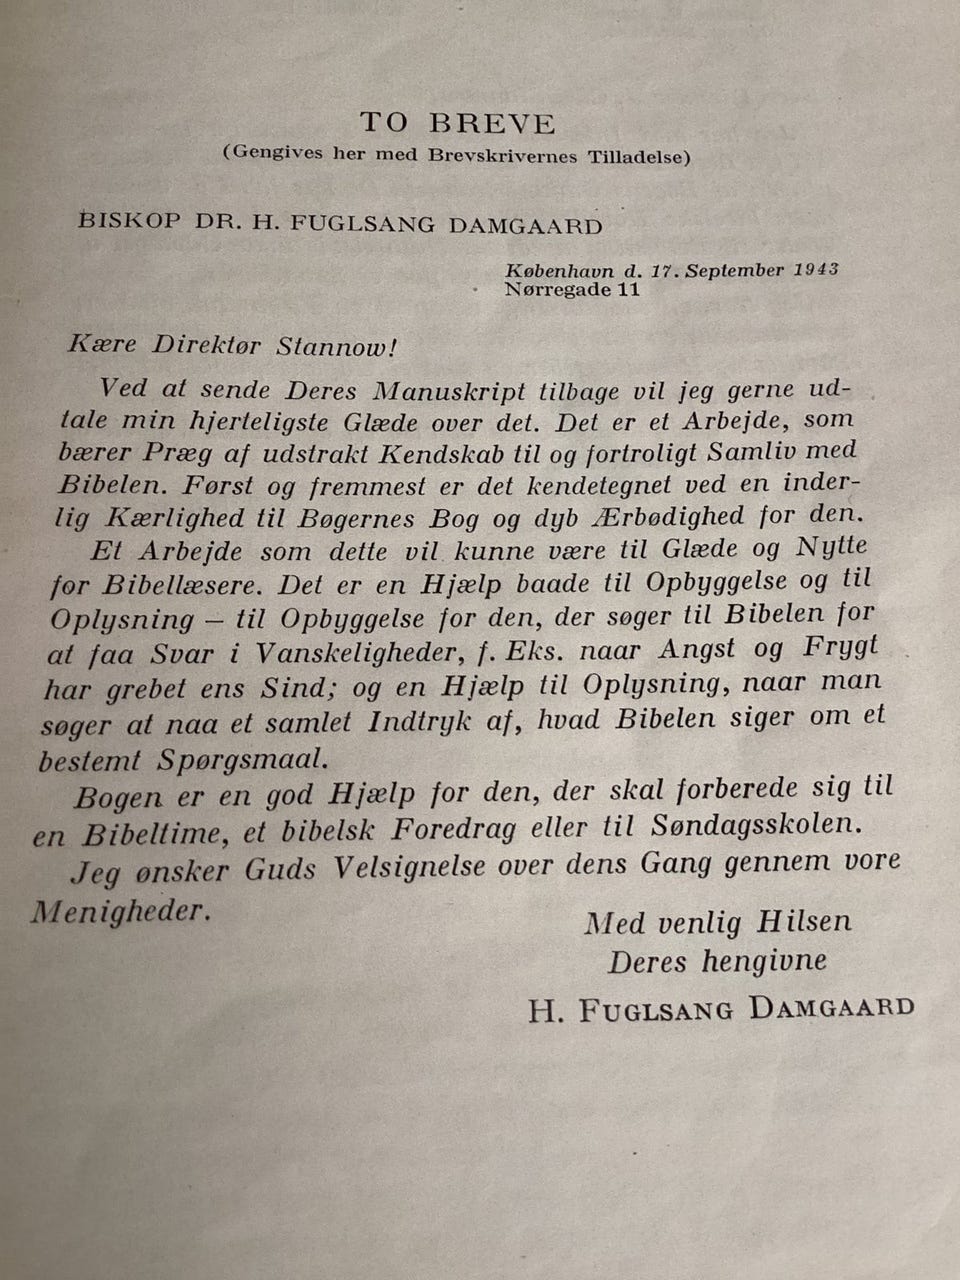 TO BREVE
(Gengives her med Brevskrivernes Tilladelse)
BISKOP DR. H. FUGLSANG DAMGAARD
København d. 17. September 1943
Nørregade 11
Kære Direktør Stannow!
Ved at sende Deres Manuskript tilbage vil jeg gerne ud-
tale min hjerteligste Glæde over det. Det er et Arbejde, som
bærer Præg af udstrakt Kendskab til og fortroligt Samliv med
Bibelen. Først og fremmest er det kendetegnet ved en inder-
lig Kærlighed til Bøgernes Bog og dyb Ærbødighed for den.
Et Arbejde som dette vil kunne være til Glæde og Nytte
for Bibellæsere. Det er en Hjælp baade til Opbyggelse og til
Oplysning — til Opbyggelse for den, der søger til Bibelen for
at faa Svar i Vanskeligheder, f. Eks. naar Angst og Frygt
har grebet ens Sind; og en Hjælp til Oplysning, naar man
søger at naa et samlet Indtryk af, hvad Bibelen siger om et
bestemt Spørgsmaal.
Bogen er en god Hjælp for den, der skal forberede sig til
en Bibeltime, et bibelsk Foredrag eller til Søndagsskolen.
Jeg ønsker Guds Velsignelse over dens Gang gennem vore
Menigheder.
Med venlig Hilsen
Deres hengivne
H. FUGLSANG DAMGAARD